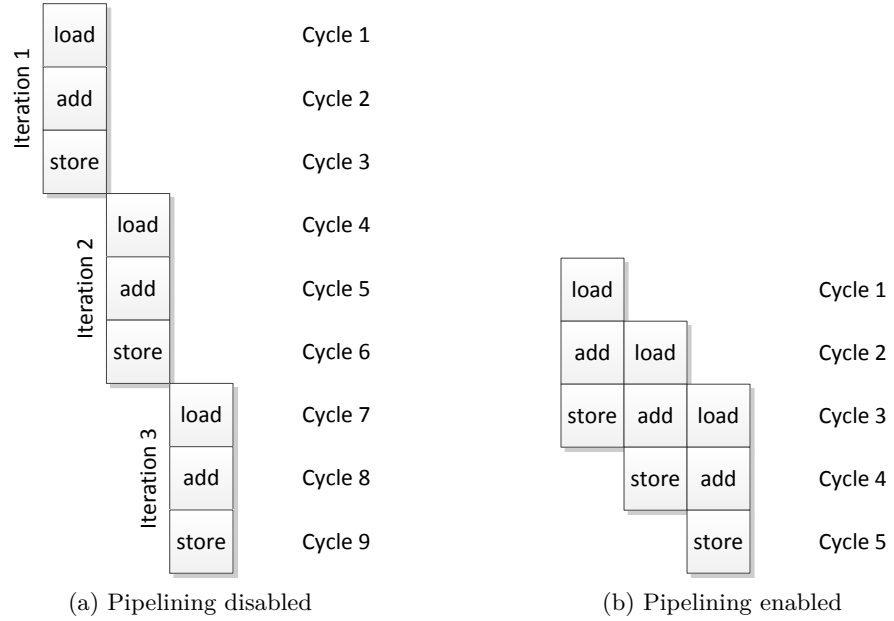 Iteration 1
load
Cycle 1
add
Cycle 2
store
Cycle 3
Iteration 2
load
Cycle 4
add
Cycle 5
store
Cycle 6
Iteration 3
load
Cycle 7
add
Cycle 8
store
Cycle 9
(a) Pipelining disabled
load
Cycle 1
add load
Cycle 2
store add load
Cycle 3
store add
Cycle 4
store
Cycle 5
(b) Pipelining enabled